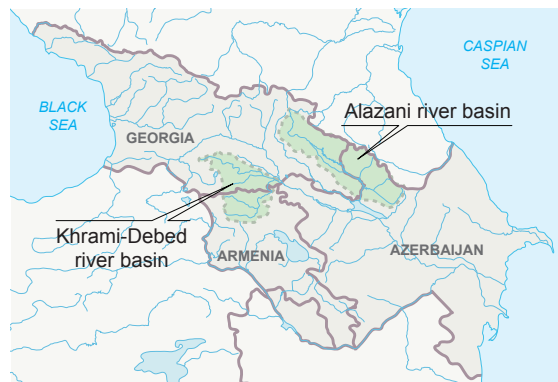 CASPIAN
SEA
BLACK
SEA
Alazani river basin
GEORGIA
Khrami-Debed
river basin
ARMENIA
AZERBAIJAN